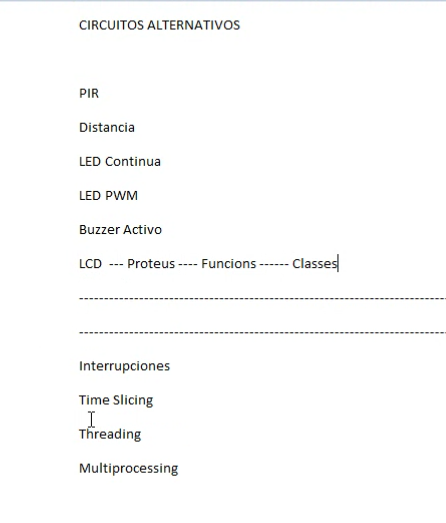 CIRCUITOS ALTERNATIVOS
PIR
Distancia
LED Continua
LED PWM
Buzzer Activo
LCD --- Proteus ---- Funcions ------ Classes
--------------------------------------------------------------------------
--------------------------------------------------------------------------
Interrupciones
Time Slicing
Threading
Multiprocessing